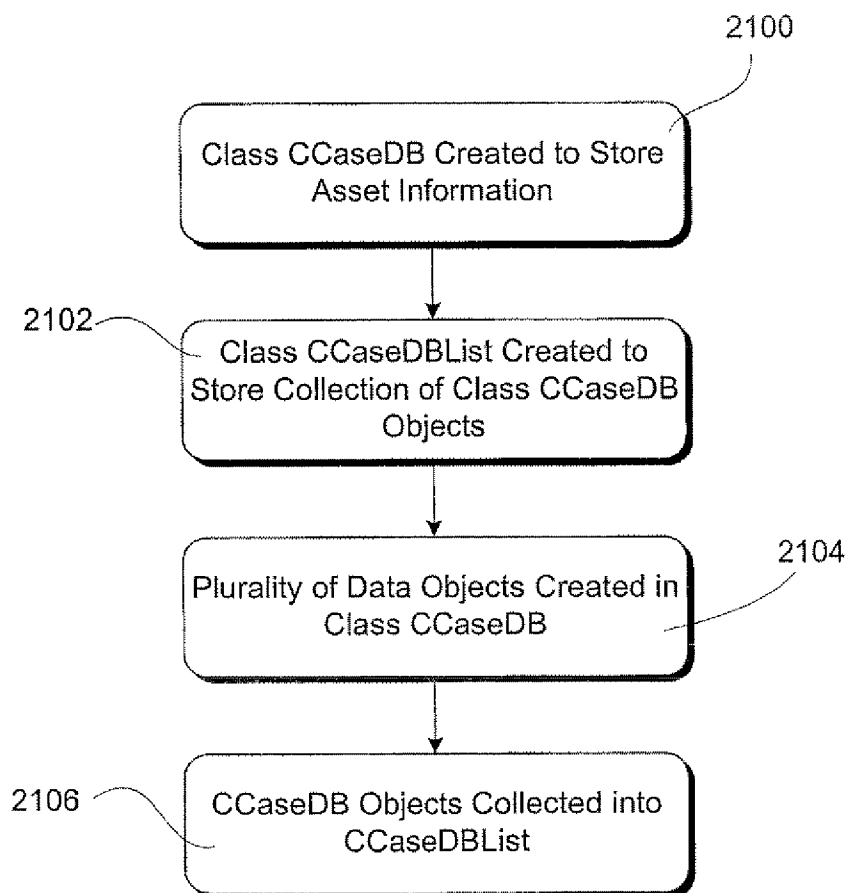 2100
Class CCaseDB Created to Store
Asset Information
2102
Class CCaseDBList Created to
Store Collection of Class CCaseDB
Objects
2104
Plurality of Data Objects Created in
Class CCaseDB
2106
CCaseDB Objects Collected into
CCaseDBList